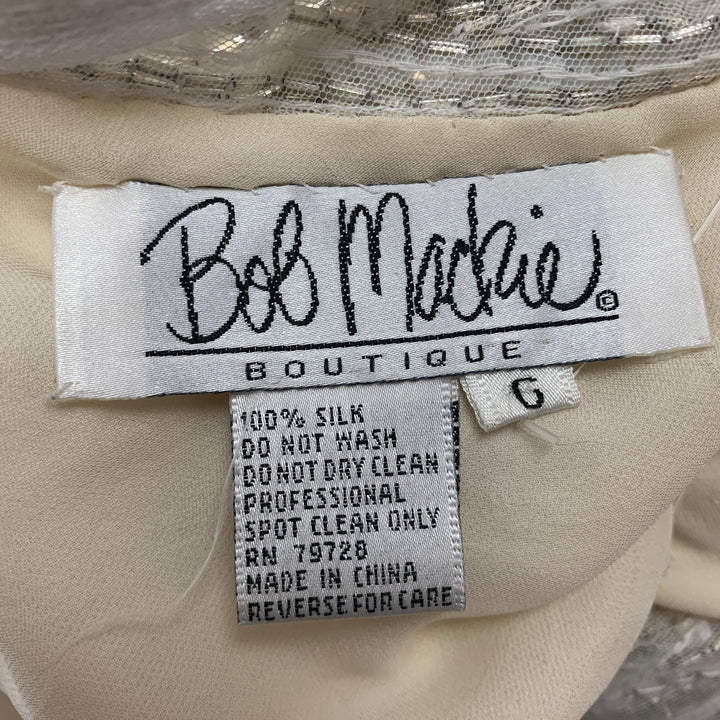 Bob Mackie ©
BOUTIQUE
6
100% SILK
DO NOT WASH
DO NOT DRY CLEAN
PROFESSIONAL
SPOT CLEAN ONLY
RN 79728
MADE IN CHINA
REVERSE FOR CARE